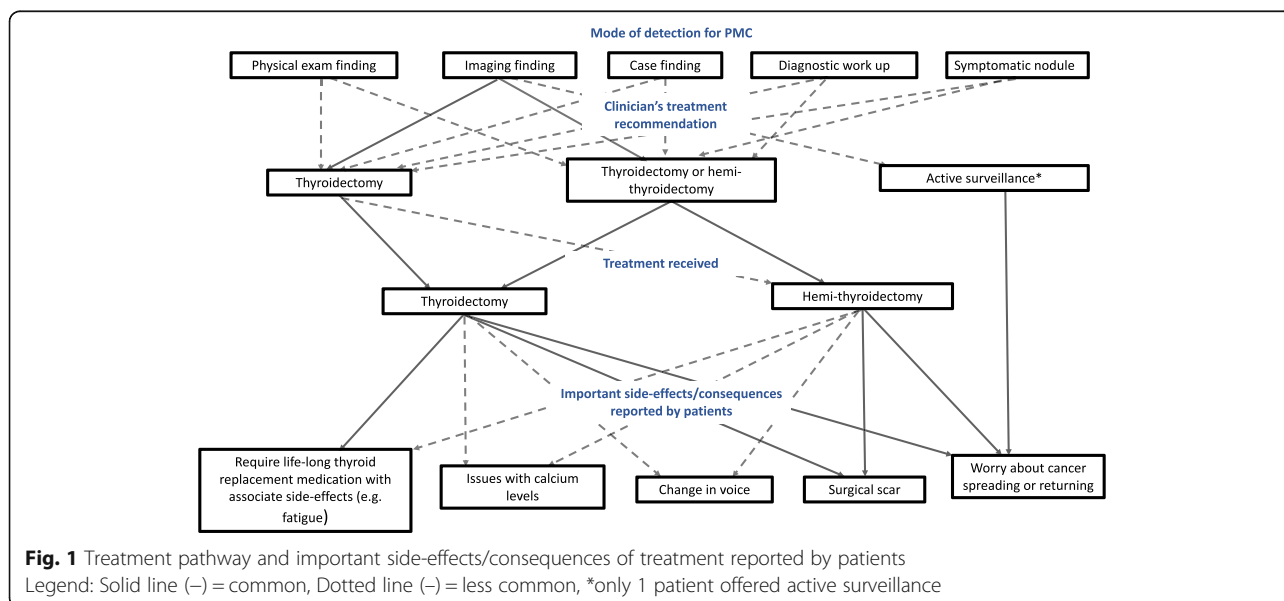 Mode of detection for PMC
Physical exam finding
Imaging finding
Case finding
Diagnostic work up
Symptomatic nodule
Clinician's treatment
recommendation
Thyroidectomy
Thyroidectomy or hemi-
thyroidectomy
Active surveillance*
Treatment received
Thyroidectomy
Hemi-thyroidectomy
Important side-effects/consequences
reported by patients
Require life-long thyroid
replacement medication with
associate side-effects (e.g.
fatigue)
Issues with calcium
levels
Change in voice
Surgical scar
Worry about cancer
spreading or returning
Fig. 1 Treatment pathway and important side-effects/consequences of treatment reported by patients
Legend: Solid line (−) = common, Dotted line (–) = less common, *only 1 patient offered active surveillance